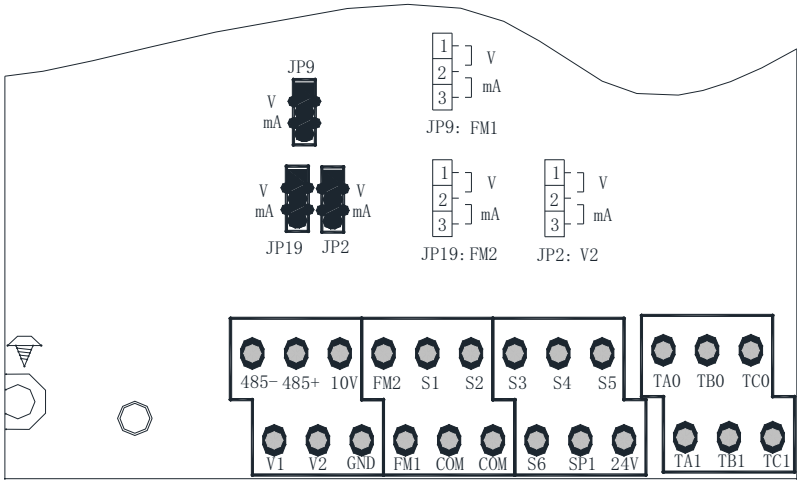 JP9
V
mA
1
2
3
V
mA
JP9: FM1
V
mA
V
mA
JP19 JP2
1
2
3
V
mA
JP19: FM2
1
2
3
V
mA
JP2: V2
485- 485+ 10V FM2 S1 S2 S3 S4 S5
TA0 TB0 TC0
V1 V2 GND FM1 COM COM S6 SP1 24V
TA1 TB1 TC1